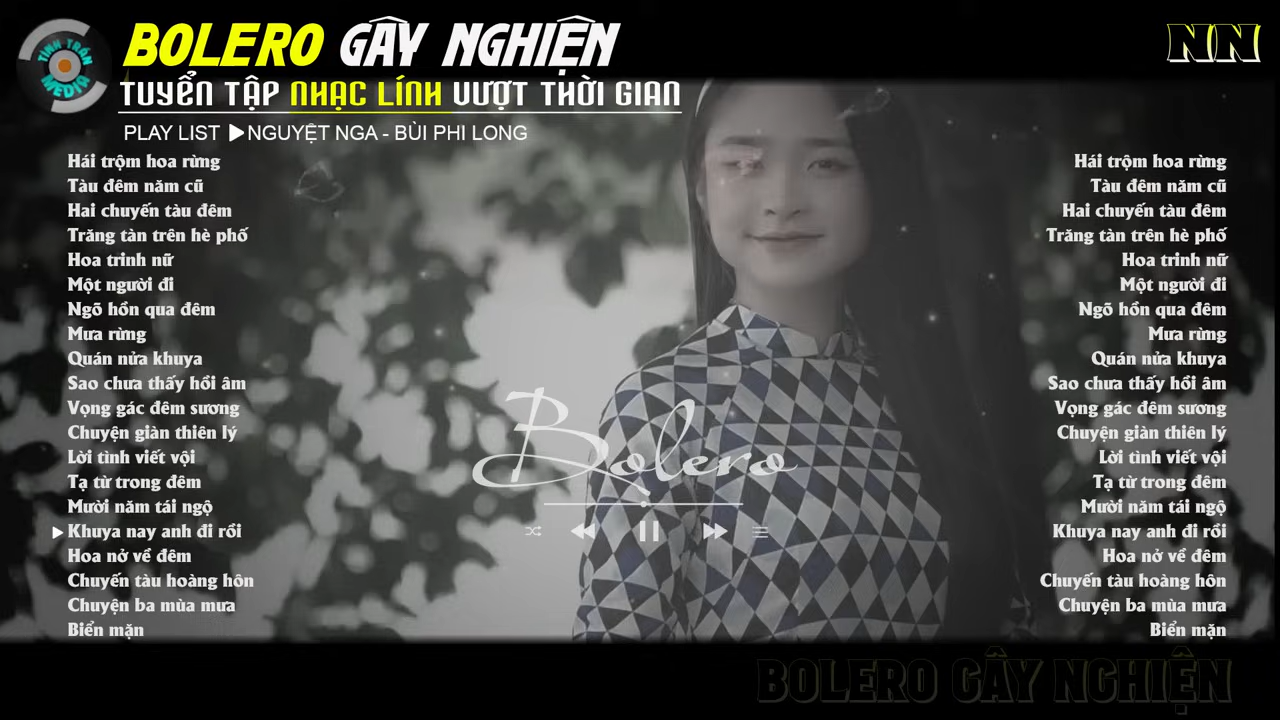 TÌNH TRẦN
MEDIA
BOLERO GÂY NGHIỆN
NN
TUYỂN TẬP NHẠC LÍNH VƯỢT THỜI GIAN
PLAY LIST ▶NGUYỆT NGA - BÙI PHI LONG
Hái trộm hoa rừng
Tàu đêm năm cũ
Hai chuyến tàu đêm
Trăng tàn trên hè phố
Hoa trinh nữ
Một người đi
Ngõ hồn qua đêm
Mưa rừng
Quán nửa khuya
Sao chưa thấy hồi âm
Vọng gác đêm sương
Chuyện giàn thiên lý
Lời tình viết vội
Tạ từ trong đêm
Mười năm tái ngộ
Khuya nay anh đi rồi
Hoa nở về đêm
Chuyến tàu hoàng hôn
Chuyện ba mùa mưa
Biển mặn
Bolero
Hái trộm hoa rừng
Tàu đêm năm cũ
Hai chuyến tàu đêm
Trăng tàn trên hè phố
Hoa trinh nữ
Một người đi
Ngõ hồn qua đêm
Mưa rừng
Quán nửa khuya
Sao chưa thấy hồi âm
Vọng gác đêm sương
Chuyện giàn thiên lý
Lời tình viết vội
Tạ từ trong đêm
Mười năm tái ngộ
Khuya nay anh đi rồi
Hoa nở về đêm
Chuyến tàu hoàng hôn
Chuyện ba mùa mưa
Biển mặn
BOLERO GÂY NGHIỆN